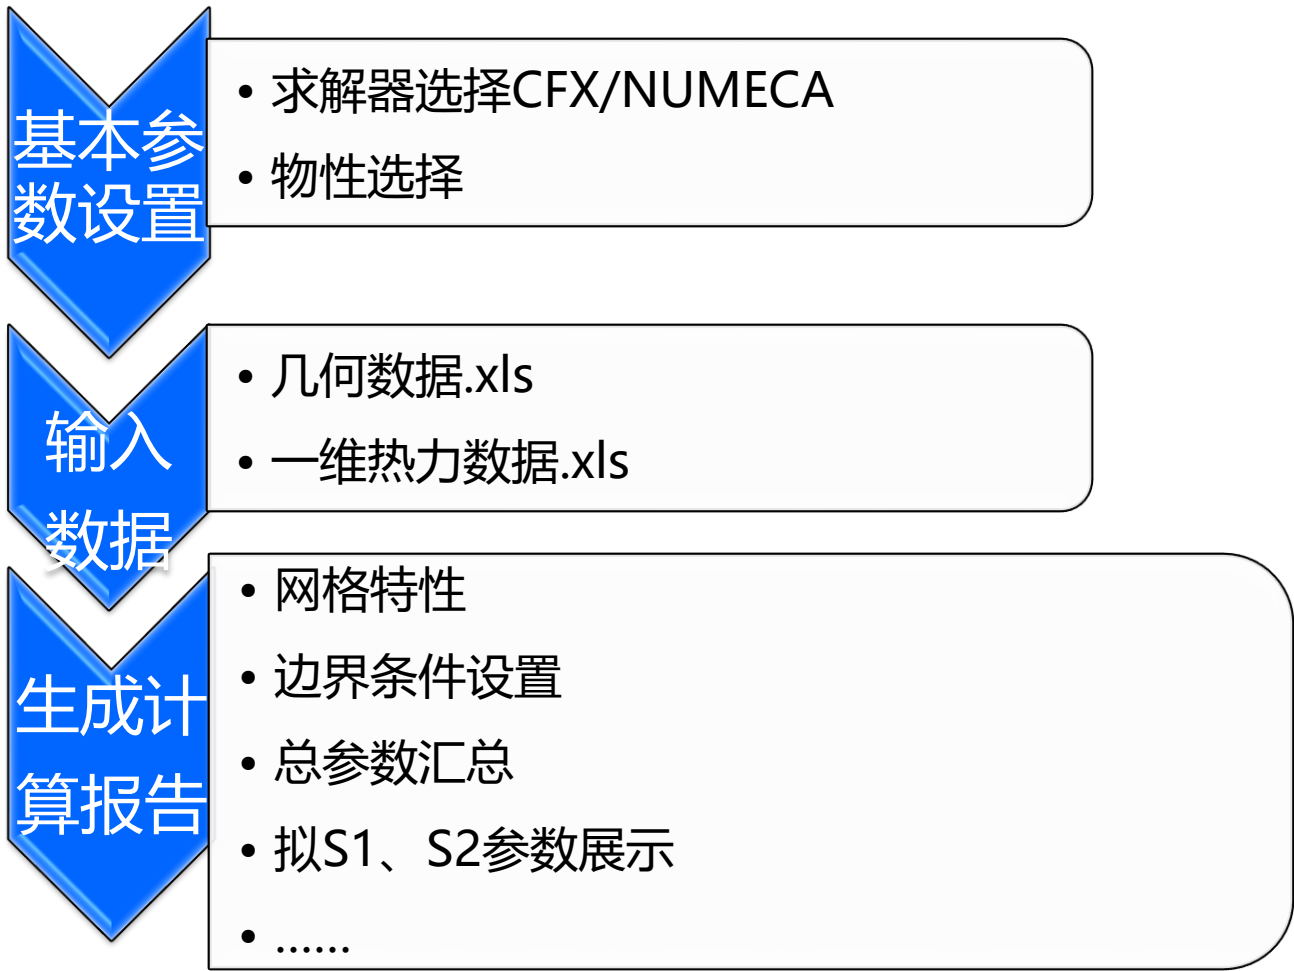 基本参
数设置
• 求解器选择CFX/NUMECA
• 物性选择
输入
数据
• 几何数据.xls
• 一维热力数据.xls
生成计
算报告
• 网格特性
• 边界条件设置
• 总参数汇总
• 拟S1、S2参数展示
• ……